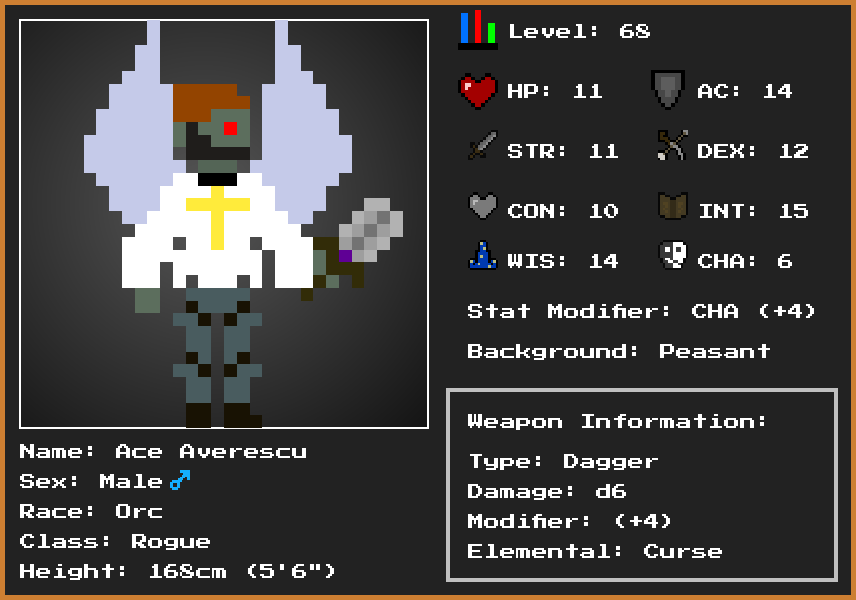 Level: 68
HP: 11
AC: 14
STR: 11
DEX: 12
CON: 10
INT: 15
WIS: 14
CHA: 6
Stat Modifier: CHA (+4)
Background: Peasant
Weapon Information:
Type: Dagger
Damage: d6
Modifier: (+4)
Elemental: Curse
Name: Ace Averescu
Sex: Male ♂
Race: Orc
Class: Rogue
Height: 168cm (5'6")